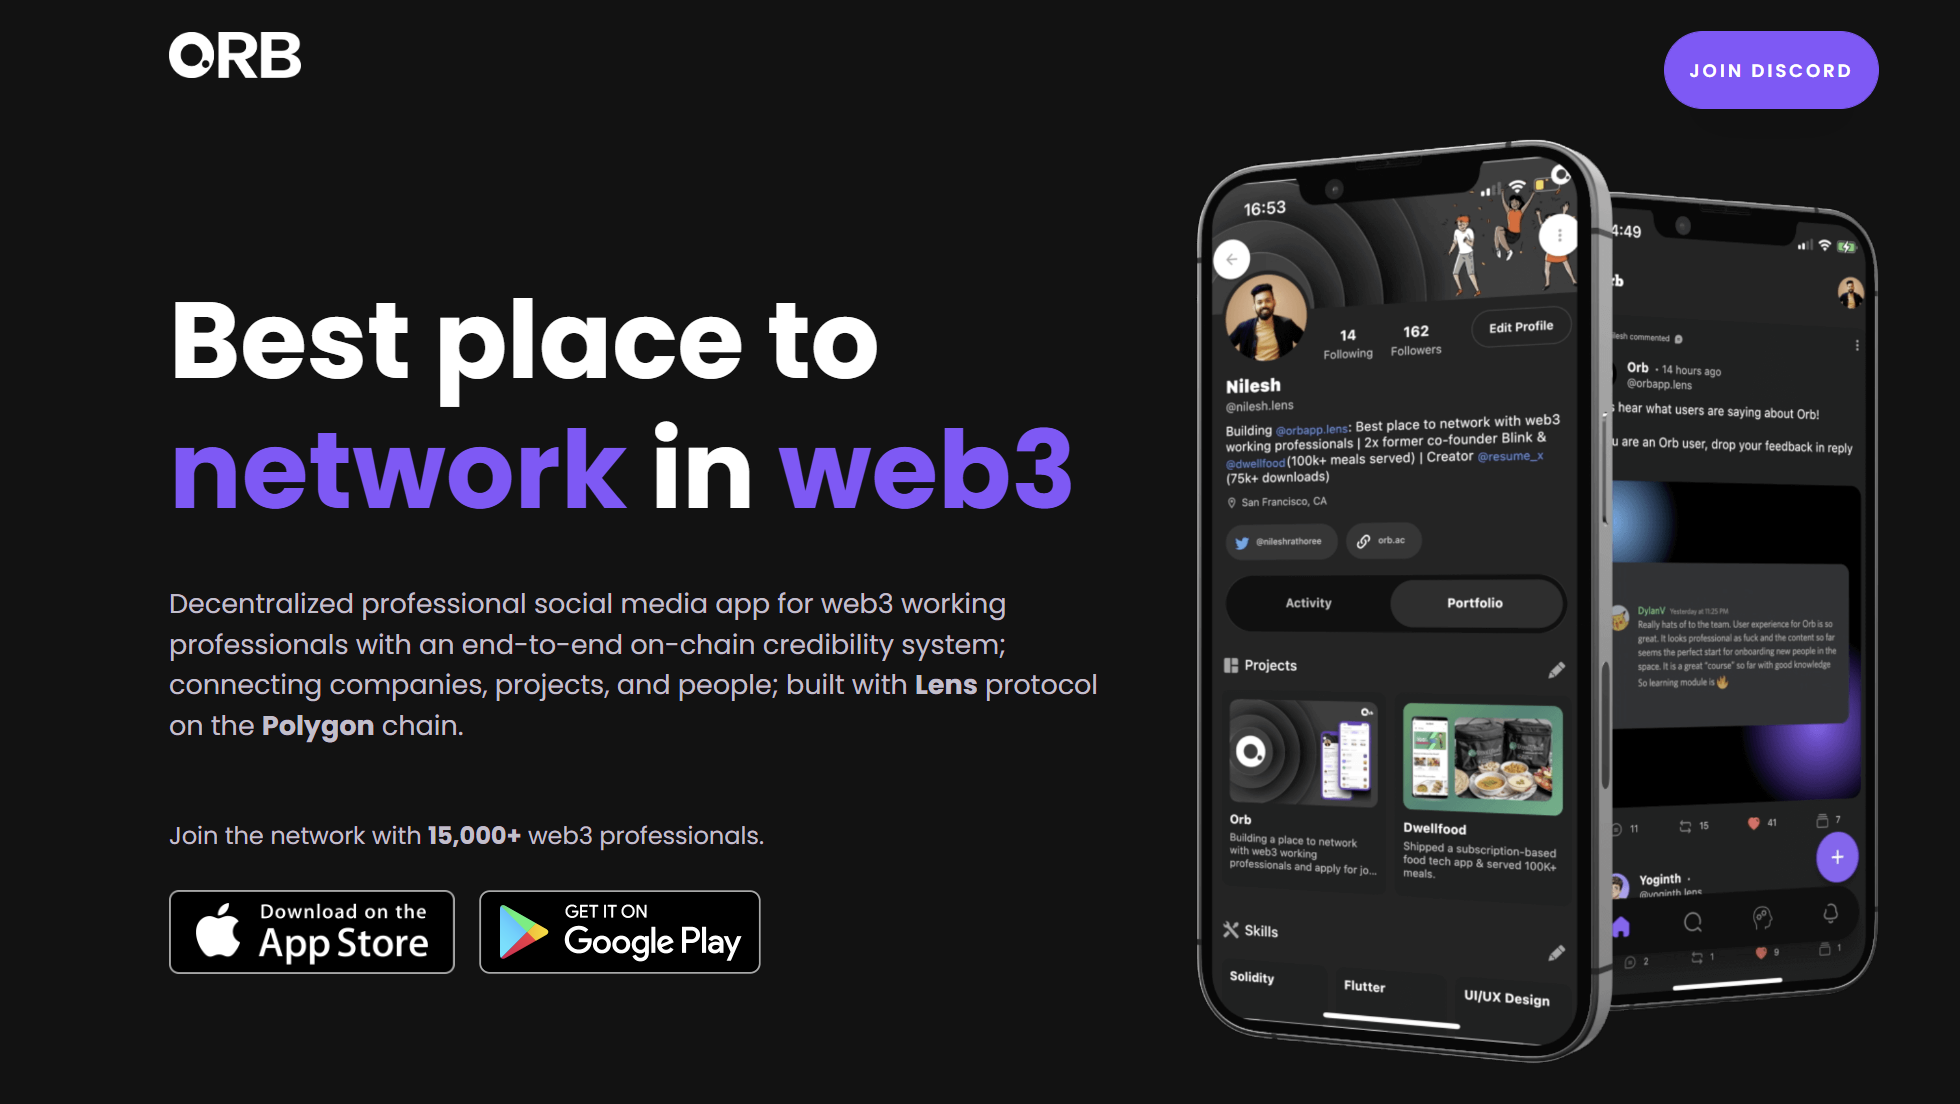 ORB
JOIN DISCORD
Best place to
network in web3
Decentralized professional social media app for web3 working
professionals with an end-to-end on-chain credibility system;
connecting companies, projects, and people; built with Lens protocol
on the Polygon chain.
Join the network with 15,000+ web3 professionals.
Download on the
App Store
GET IT ON
Google Play
16:53
14
Following
162
Followers
Edit Profile
Nilesh
@nilesh.lens
Building @orbapp.lens: Best place to network with web3
working professionals | 2x former co-founder Blink &
@dwellfood(100k+ meals served) | Creator @resume_x
(75k+ downloads)
San Francisco, CA
@nileshrathoree
orb.ac
Activity
Portfolio
Projects
Orb
Building a place to network
with web3 working
professionals and apply for jo...
Dwellfood
Shipped a subscription-based
food tech app & served 100K+
meals.
Skills
Solidity
Flutter
UI/UX Design
4:49
rb
ilesh commented
Orb · 14 hours ago
@orbapp.lens
s hear what users are saying about Orb!
u are an Orb user, drop your feedback in reply
DylanV Yesterday at 11:25 PM
Really hats of to the team. User experience for Orb is so
great. It looks professional as fuck and the content so far
seems the perfect start for onboarding new people in the
space. It is a great "course" so far with good knowledge
So learning module is 🔥
11
15
41
7
Yoginth ·
@yoginth.lens
2
1
9
1